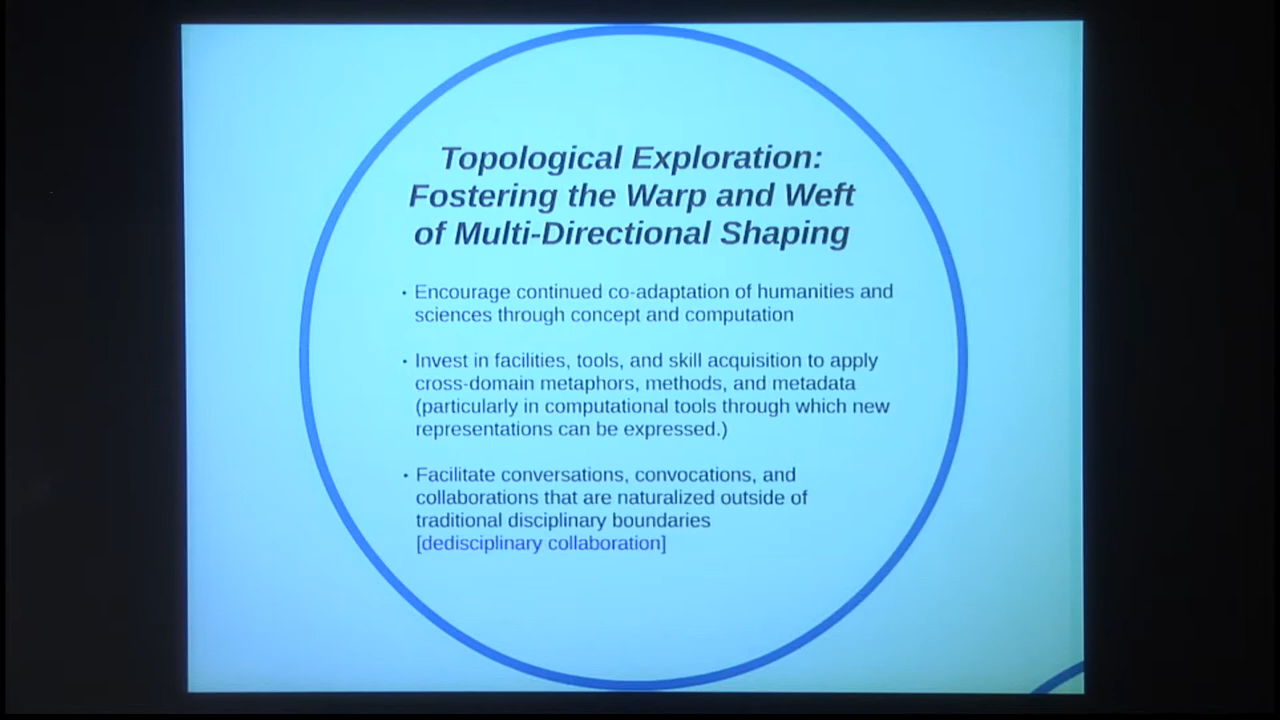 Topological Exploration:
Fostering the Warp and Weft
of Multi-Directional Shaping
· Encourage continued co-adaptation of humanities and
sciences through concept and computation
· Invest in facilities, tools, and skill acquisition to apply
cross-domain metaphors, methods, and metadata
(particularly in computational tools through which new
representations can be expressed.)
· Facilitate conversations, convocations, and
collaborations that are naturalized outside of
traditional disciplinary boundaries
[dedisciplinary collaboration]